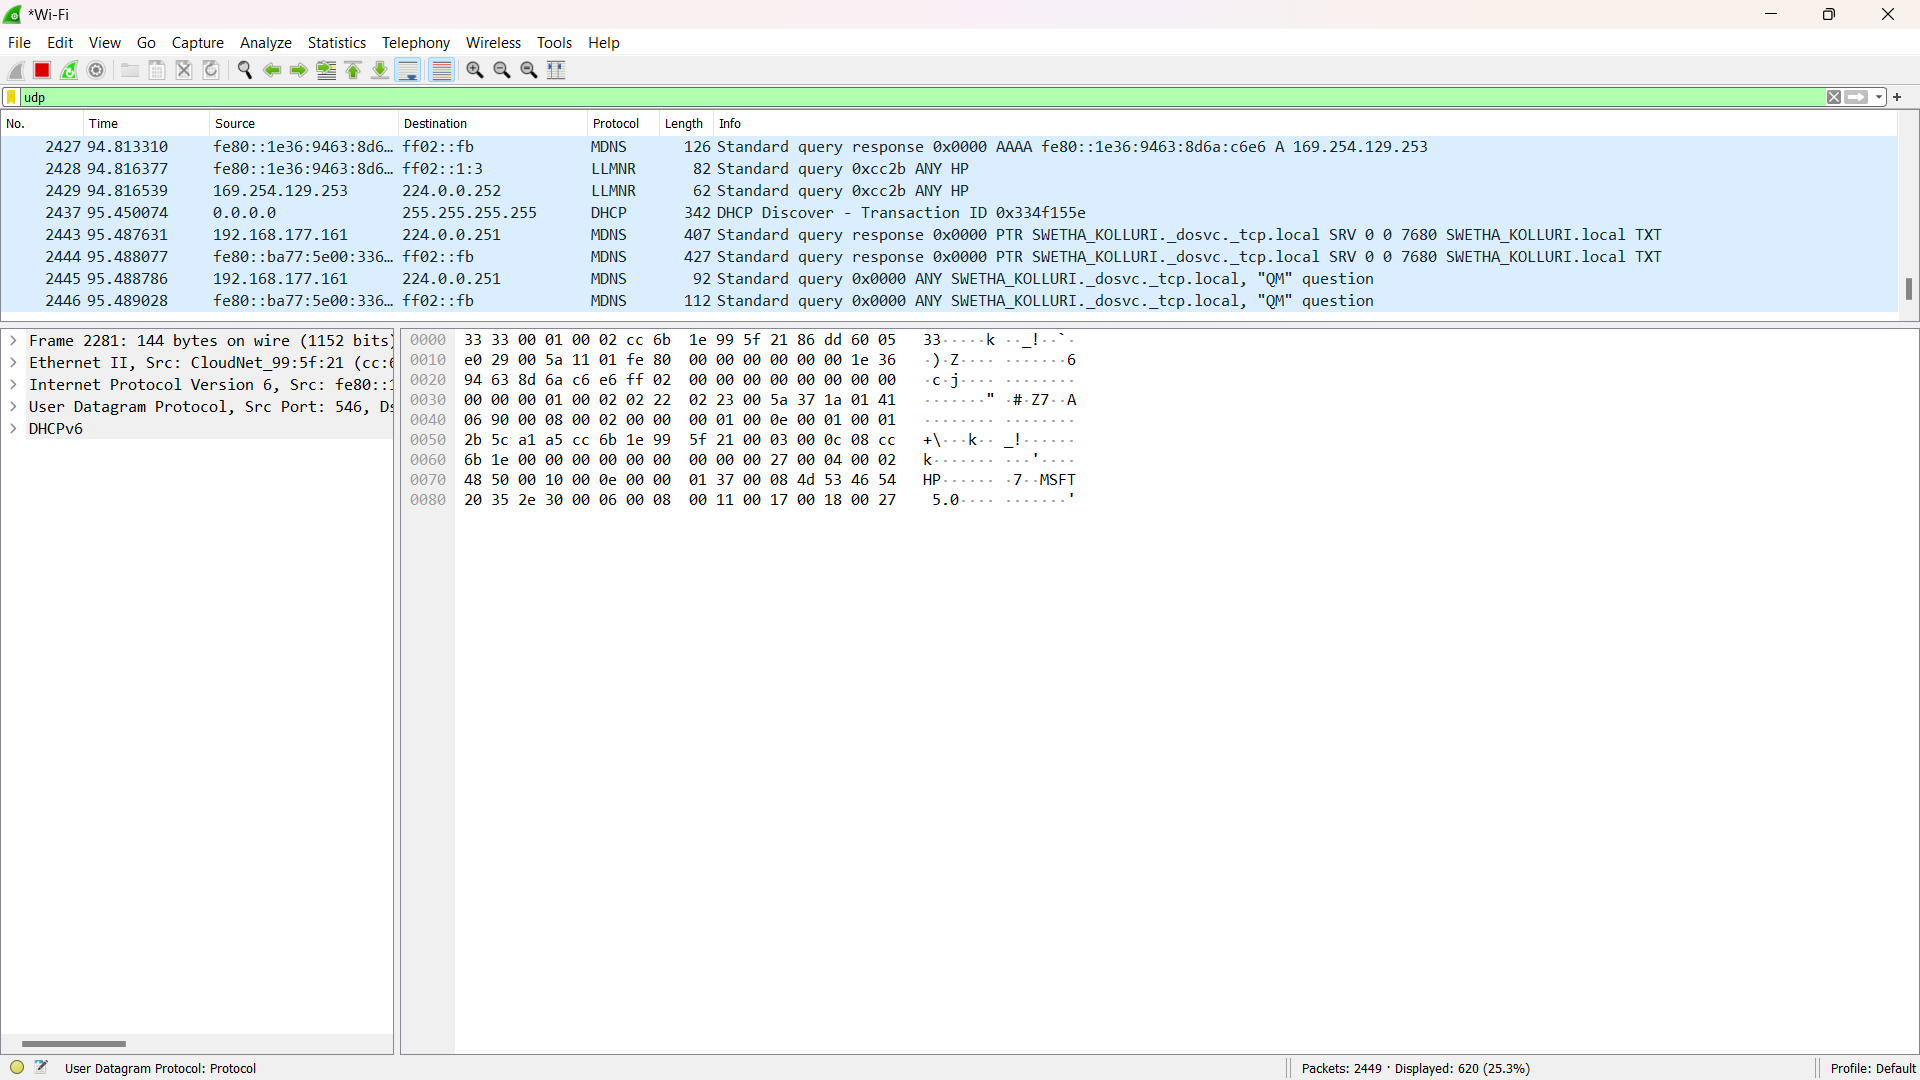 *Wi-Fi
File Edit View Go Capture Analyze Statistics Telephony Wireless Tools Help
udp
No. Time Source Destination Protocol Length Info
2427 94.813310 fe80::1e36:9463:8d6… ff02::fb MDNS 126 Standard query response 0x0000 AAAA fe80::1e36:9463:8d6a:c6e6 A 169.254.129.253
2428 94.816377 fe80::1e36:9463:8d6… ff02::1:3 LLMNR 82 Standard query 0xcc2b ANY HP
2429 94.816539 169.254.129.253 224.0.0.252 LLMNR 62 Standard query 0xcc2b ANY HP
2437 95.450074 0.0.0.0 255.255.255.255 DHCP 342 DHCP Discover - Transaction ID 0x334f155e
2443 95.487631 192.168.177.161 224.0.0.251 MDNS 407 Standard query response 0x0000 PTR SWETHA_KOLLURI._dosvc._tcp.local SRV 0 0 7680 SWETHA_KOLLURI.local TXT
2444 95.488077 fe80::ba77:5e00:336… ff02::fb MDNS 427 Standard query response 0x0000 PTR SWETHA_KOLLURI._dosvc._tcp.local SRV 0 0 7680 SWETHA_KOLLURI.local TXT
2445 95.488786 192.168.177.161 224.0.0.251 MDNS 92 Standard query 0x0000 ANY SWETHA_KOLLURI._dosvc._tcp.local, "QM" question
2446 95.489028 fe80::ba77:5e00:336… ff02::fb MDNS 112 Standard query 0x0000 ANY SWETHA_KOLLURI._dosvc._tcp.local, "QM" question
Frame 2281: 144 bytes on wire (1152 bits)
Ethernet II, Src: CloudNet_99:5f:21 (cc:6
Internet Protocol Version 6, Src: fe80::1
User Datagram Protocol, Src Port: 546, Ds
DHCPv6
0000 33 33 00 01 00 02 cc 6b 1e 99 5f 21 86 dd 60 05 33·····k ··_!··`·
0010 e0 29 00 5a 11 01 fe 80 00 00 00 00 00 00 1e 36 ·)·Z···· ·······6
0020 94 63 8d 6a c6 e6 ff 02 00 00 00 00 00 00 00 00 ·c·j···· ········
0030 00 00 00 01 00 02 02 22 02 23 00 5a 37 1a 01 41 ·······" ·#·Z7··A
0040 06 90 00 08 00 02 00 00 00 01 00 0e 00 01 00 01 ········ ········
0050 2b 5c a1 a5 cc 6b 1e 99 5f 21 00 03 00 0c 08 cc +\···k·· _!······
0060 6b 1e 00 00 00 00 00 00 00 00 00 27 00 04 00 02 k······· ···'····
0070 48 50 00 10 00 0e 00 00 01 37 00 08 4d 53 46 54 HP······ ·7··MSFT
0080 20 35 2e 30 00 06 00 08 00 11 00 17 00 18 00 27 5.0···· ·······'
User Datagram Protocol: Protocol
Packets: 2449 · Displayed: 620 (25.3%)
Profile: Default